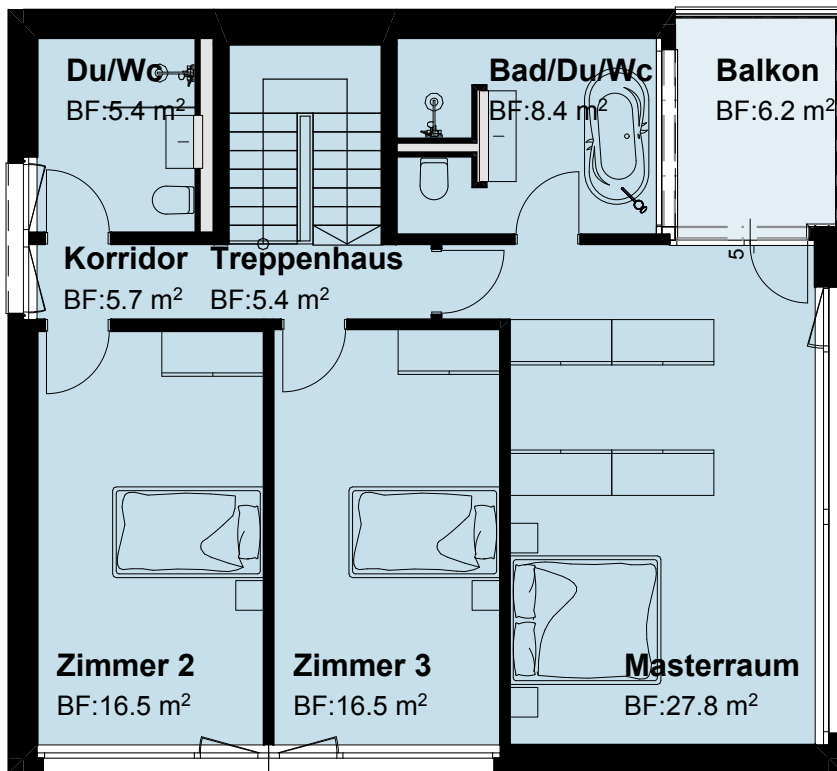 Du/Wc
BF:5.4 m²
Bad/Du/Wc
BF:8.4 m²
Balkon
BF:6.2 m²
Korridor
BF:5.7 m²
Treppenhaus
BF:5.4 m²
5
Zimmer 2
BF:16.5 m²
Zimmer 3
BF:16.5 m²
Masterraum
BF:27.8 m²